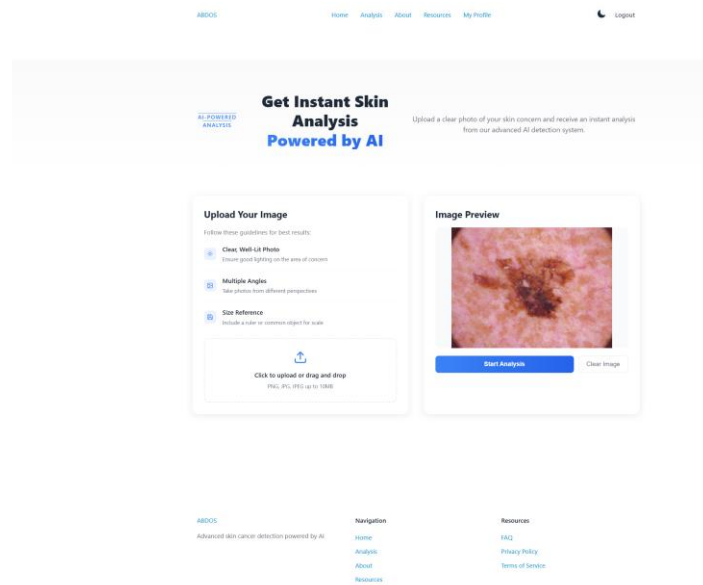 ABDOS
Home Analysis About Resources My Profile
Logout
AI-POWERED
ANALYSIS
Get Instant Skin
Analysis
Powered by AI
Upload a clear photo of your skin concern and receive an instant analysis
from our advanced AI detection system.
Upload Your Image
Follow these guidelines for best results:
Clear, Well-Lit Photo
Ensure good lighting on the area of concern
Multiple Angles
Take photos from different perspectives
Size Reference
Include a ruler or common object for scale
Click to upload or drag and drop
PNG, JPG, JPEG up to 10MB
Image Preview
Start Analysis
Clear Image
ABDOS
Advanced skin cancer detection powered by AI
Navigation
Home
Analysis
About
Resources
Resources
FAQ
Privacy Policy
Terms of Service